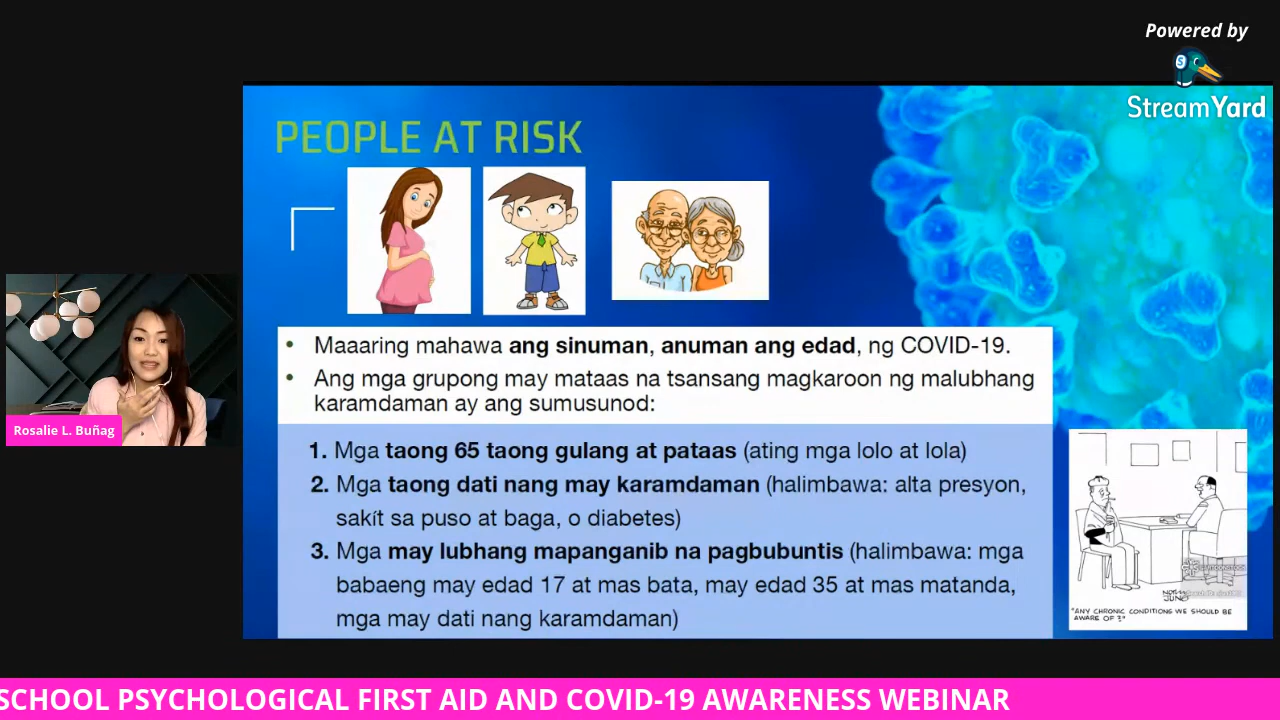 Powered by
StreamYard
PEOPLE AT RISK
• Maaaring mahawa ang sinuman, anuman ang edad, ng COVID-19.
• Ang mga grupong may mataas na tsansang magkaroon ng malubhang
karamdaman ay ang sumusunod:
1. Mga taong 65 taong gulang at pataas (ating mga lolo at lola)
2. Mga taong dati nang may karamdaman (halimbawa: alta presyon,
sakít sa puso at baga, o diabetes)
3. Mga may lubhang mapanganib na pagbubuntis (halimbawa: mga
babaeng may edad 17 at mas bata, may edad 35 at mas matanda,
mga may dati nang karamdaman)
Rosalie L. Buñag
"ANY CHRONIC CONDITIONS WE SHOULD BE
AWARE OF?"
SCHOOL PSYCHOLOGICAL FIRST AID AND COVID-19 AWARENESS WEBINAR